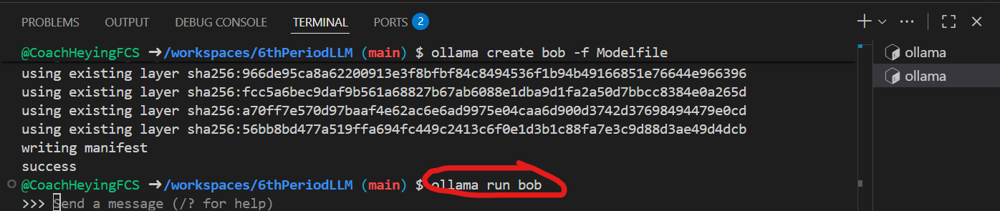 PROBLEMS OUTPUT DEBUG CONSOLE TERMINAL PORTS 2
@CoachHeyingFCS ➜/workspaces/6thPeriodLLM (main) $ ollama create bob -f Modelfile
using existing layer sha256:966de95ca8a62200913e3f8bfbf84c8494536f1b94b49166851e76644e966396
using existing layer sha256:fcc5a6bec9daf9b561a68827b67ab6088e1dba9d1fa2a50d7bbcc8384e0a265d
using existing layer sha256:a70ff7e570d97baaf4e62ac6e6ad9975e04caa6d900d3742d37698494479e0cd
using existing layer sha256:56bb8bd477a519ffa694fc449c2413c6f0e1d3b1c88fa7e3c9d88d3ae49d4dcb
writing manifest
success
@CoachHeyingFCS ➜/workspaces/6thPeriodLLM (main) $ ollama run bob
>>> Send a message (/? for help)
ollama
ollama